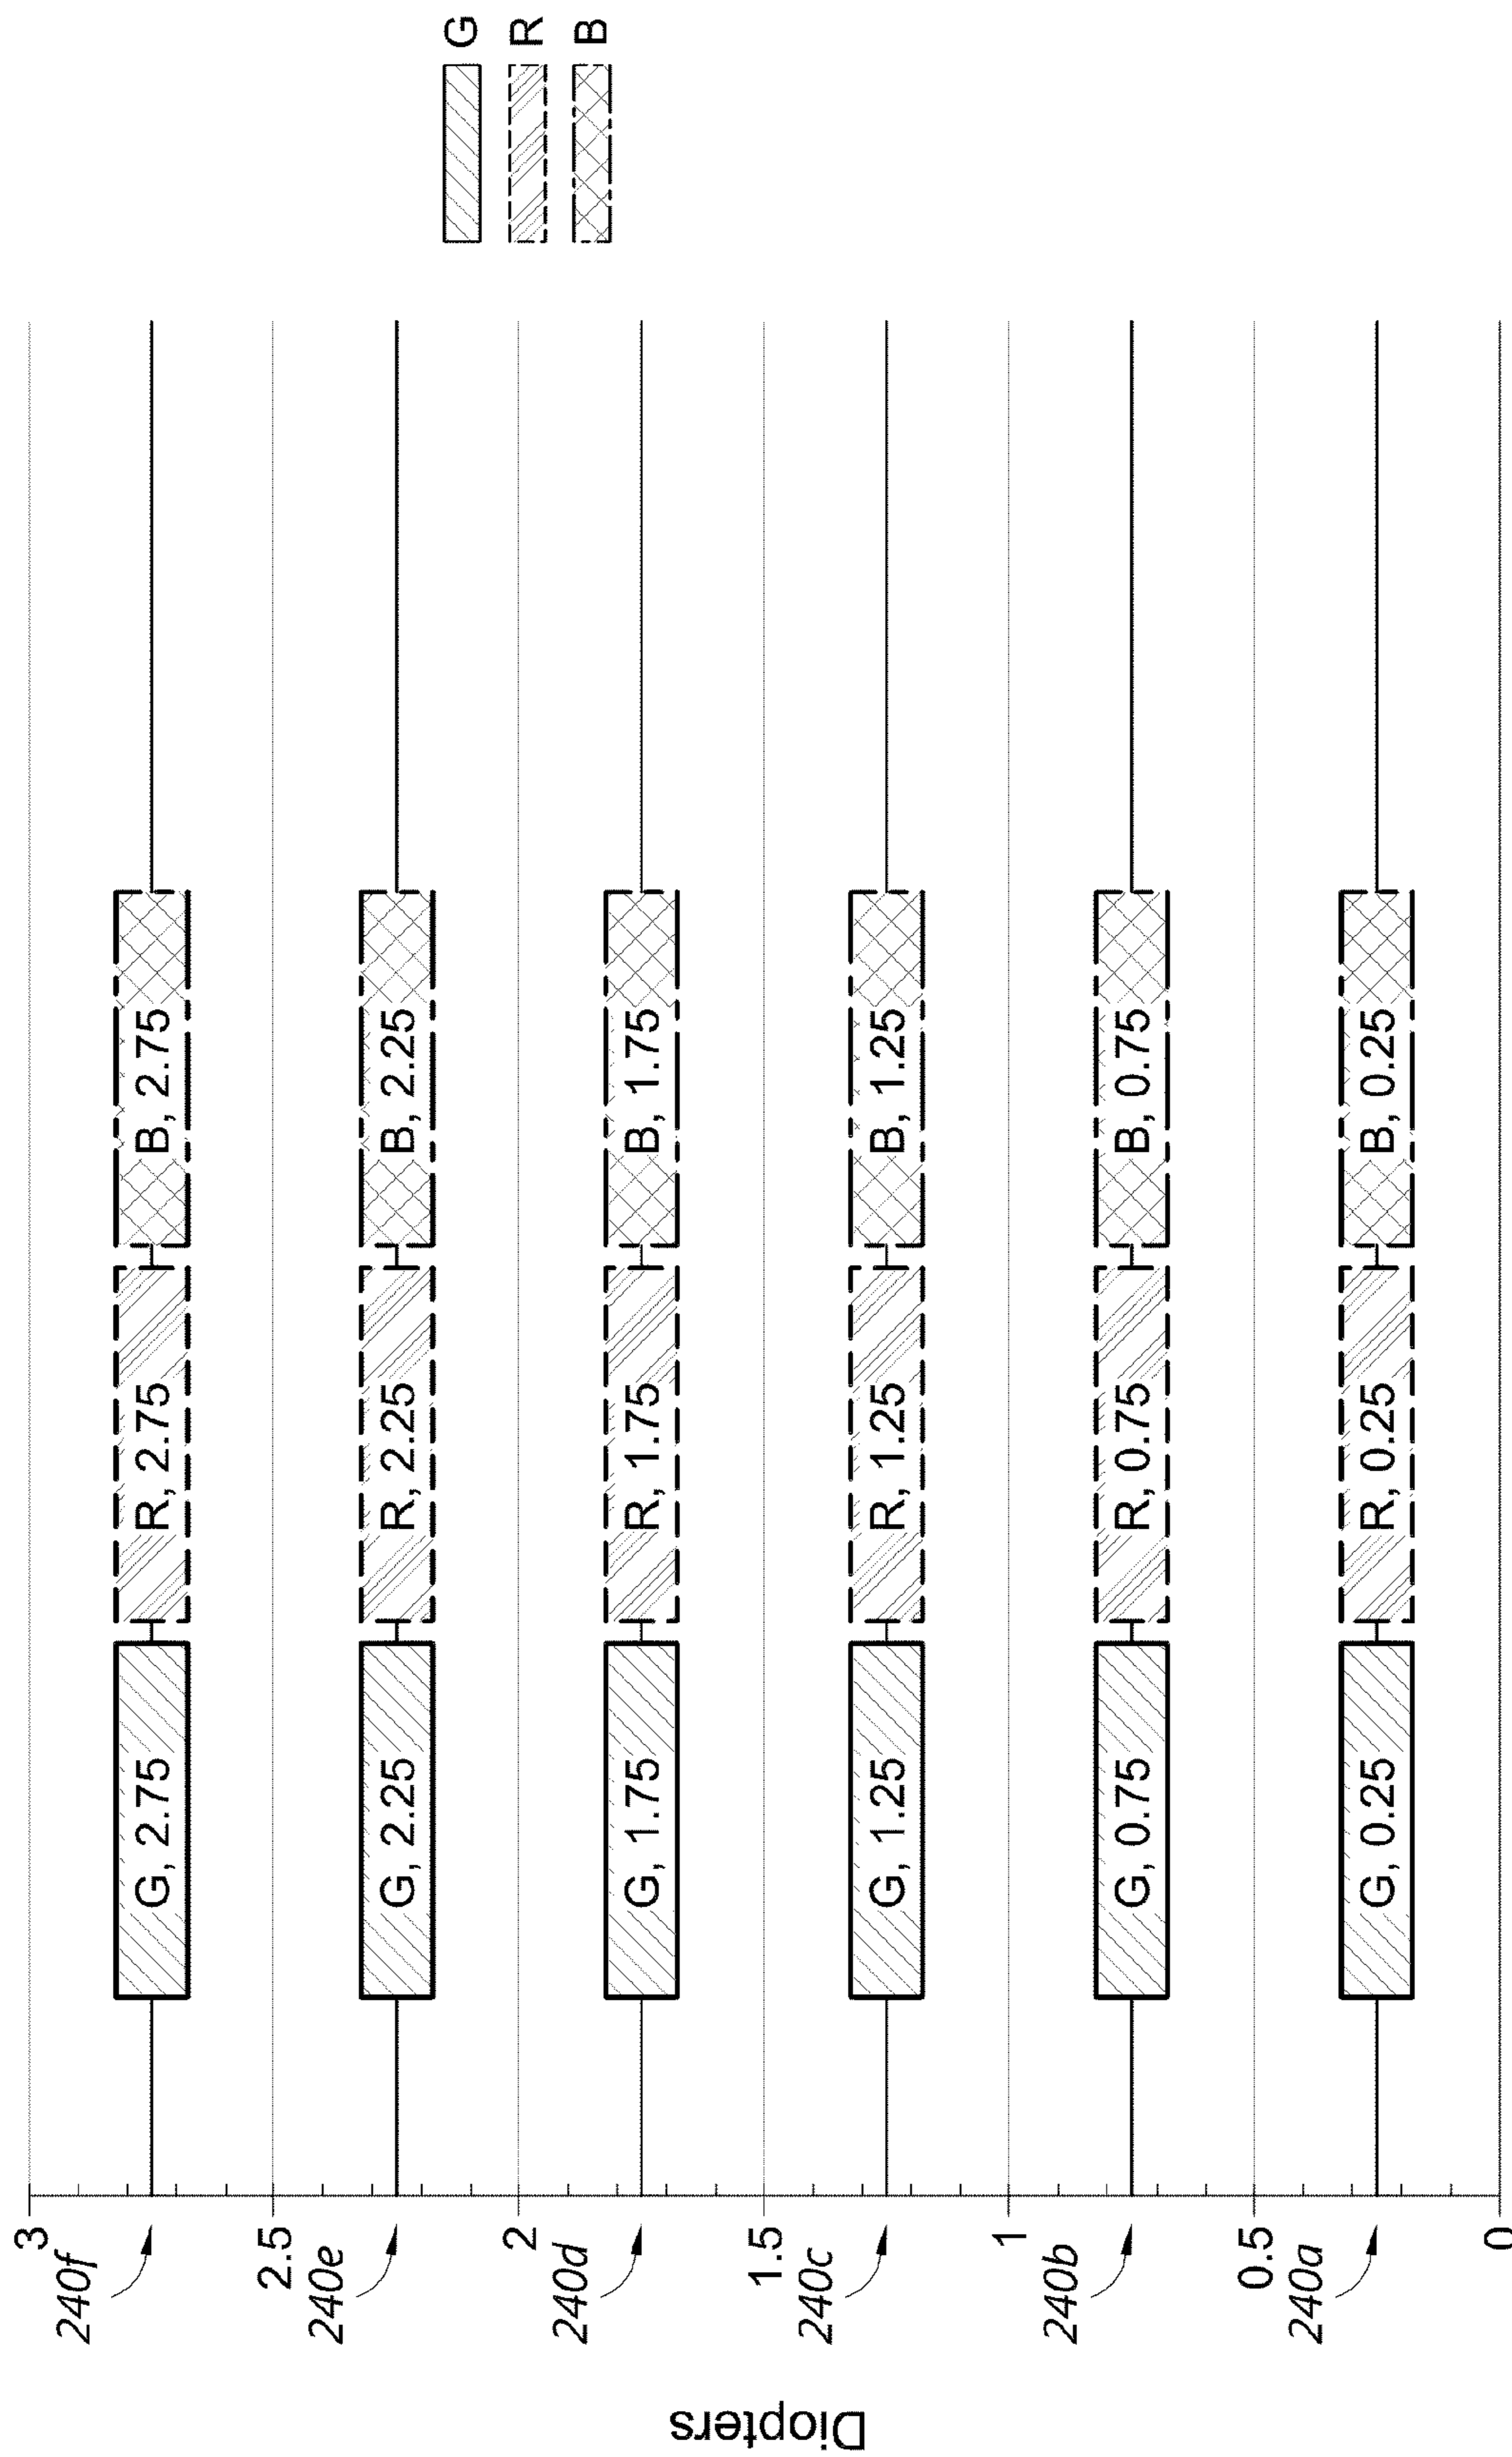 Diopters
3
240f
G, 2.75
R, 2.75
B, 2.75
2.5
240e
G, 2.25
R, 2.25
B, 2.25
2
240d
G, 1.75
R, 1.75
B, 1.75
1.5
240c
G, 1.25
R, 1.25
B, 1.25
1
240b
G, 0.75
R, 0.75
B, 0.75
0.5
240a
G, 0.25
R, 0.25
B, 0.25
0
G
R
B